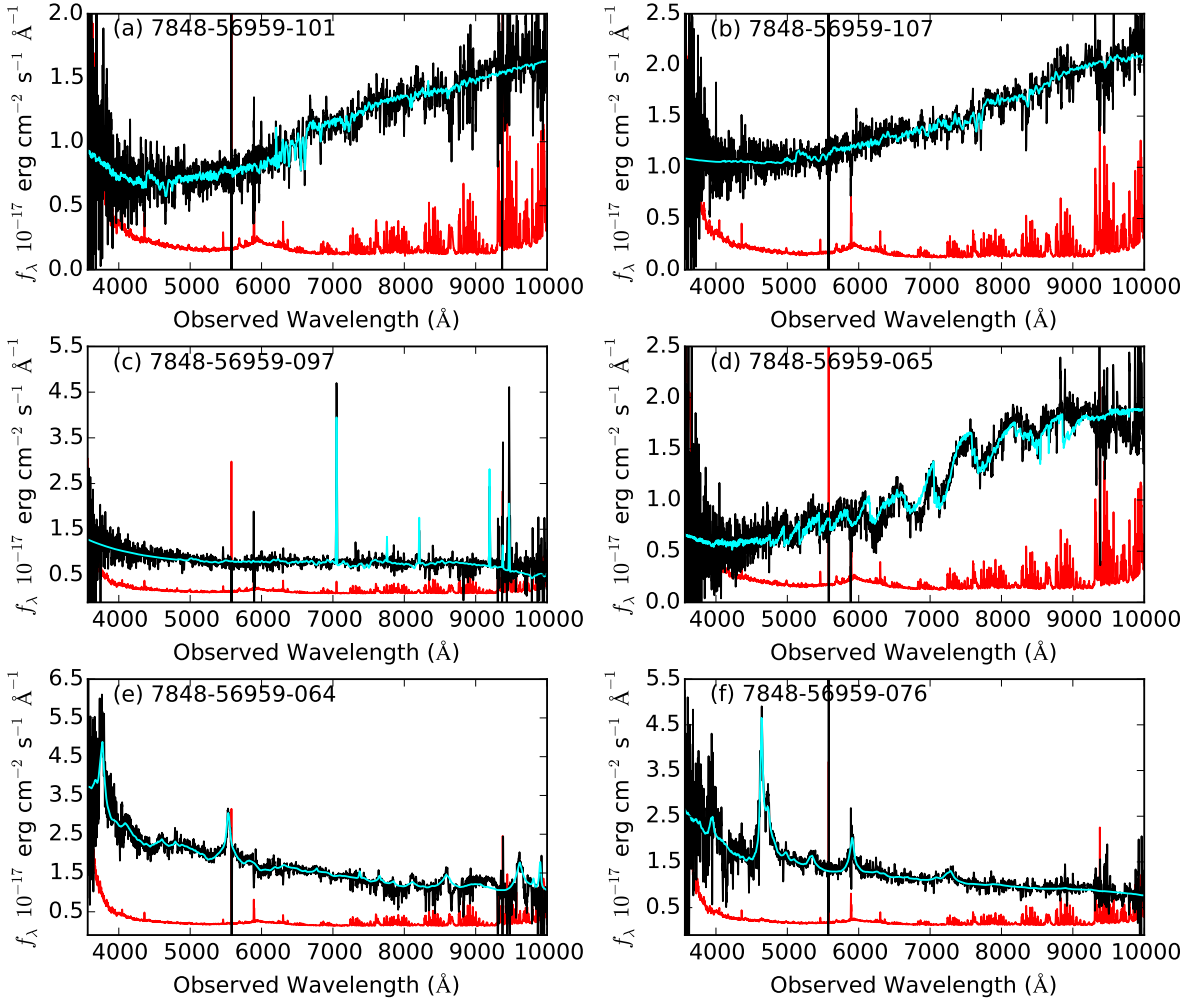 (a) 7848-56959-101
2.0
1.5
1.0
0.5
0.0
f_λ 10⁻¹⁷ erg cm⁻² s⁻¹ Å⁻¹
4000 5000 6000 7000 8000 9000 10000
Observed Wavelength (Å)
(b) 7848-56959-107
2.5
2.0
1.5
1.0
0.5
0.0
f_λ 10⁻¹⁷ erg cm⁻² s⁻¹ Å⁻¹
4000 5000 6000 7000 8000 9000 10000
Observed Wavelength (Å)
(c) 7848-56959-097
5.5
4.5
3.5
2.5
1.5
0.5
f_λ 10⁻¹⁷ erg cm⁻² s⁻¹ Å⁻¹
4000 5000 6000 7000 8000 9000 10000
Observed Wavelength (Å)
(d) 7848-56959-065
2.5
2.0
1.5
1.0
0.5
0.0
f_λ 10⁻¹⁷ erg cm⁻² s⁻¹ Å⁻¹
4000 5000 6000 7000 8000 9000 10000
Observed Wavelength (Å)
(e) 7848-56959-064
6.5
5.5
4.5
3.5
2.5
1.5
0.5
f_λ 10⁻¹⁷ erg cm⁻² s⁻¹ Å⁻¹
4000 5000 6000 7000 8000 9000 10000
Observed Wavelength (Å)
(f) 7848-56959-076
5.5
4.5
3.5
2.5
1.5
0.5
f_λ 10⁻¹⁷ erg cm⁻² s⁻¹ Å⁻¹
4000 5000 6000 7000 8000 9000 10000
Observed Wavelength (Å)